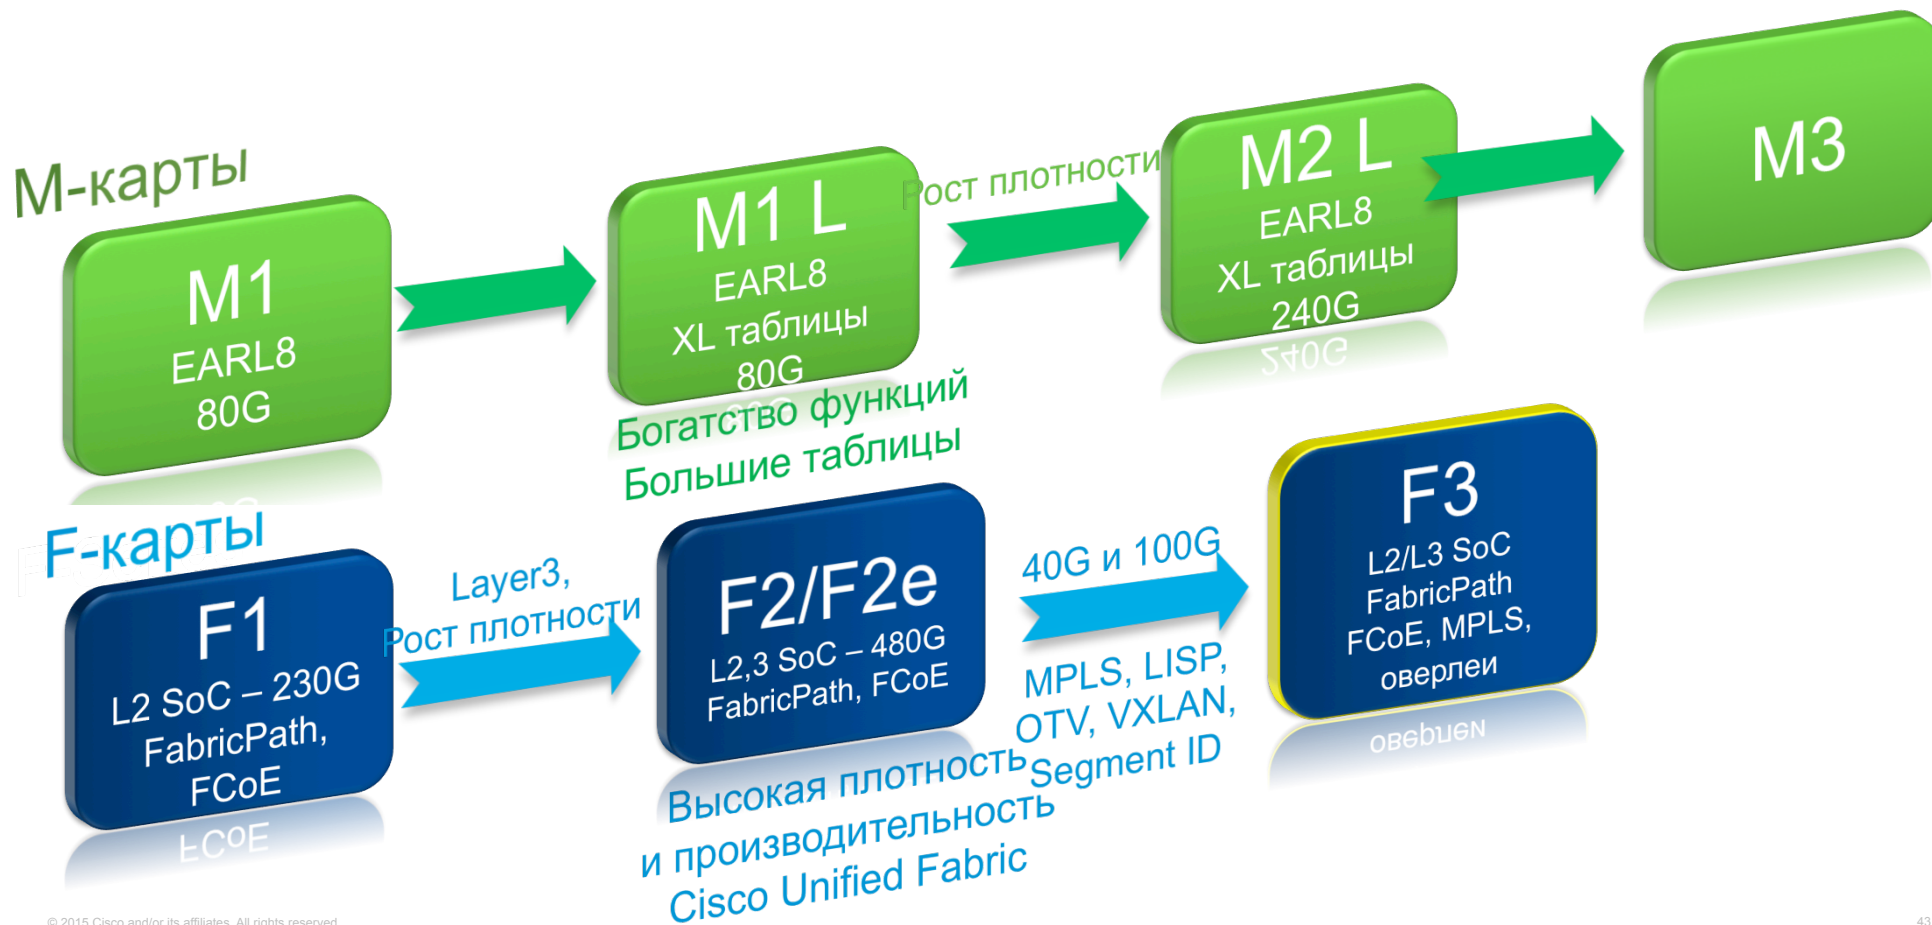 М-карты
M1
EARL8
80G
M1 L
EARL8
XL таблицы
80G
Рост плотности
M2 L
EARL8
XL таблицы
240G
M3
Богатство функций
Большие таблицы
F-карты
F1
L2 SoC – 230G
FabricPath,
FCoE
Layer3,
Рост плотности
F2/F2e
L2,3 SoC – 480G
FabricPath, FCoE
40G и 100G
MPLS, LISP,
OTV, VXLAN,
Segment ID
F3
L2/L3 SoC
FabricPath
FCoE, MPLS,
оверлеи
Высокая плотность
и производительность
Cisco Unified Fabric
© 2015 Cisco and/or its affiliates. All rights reserved
43